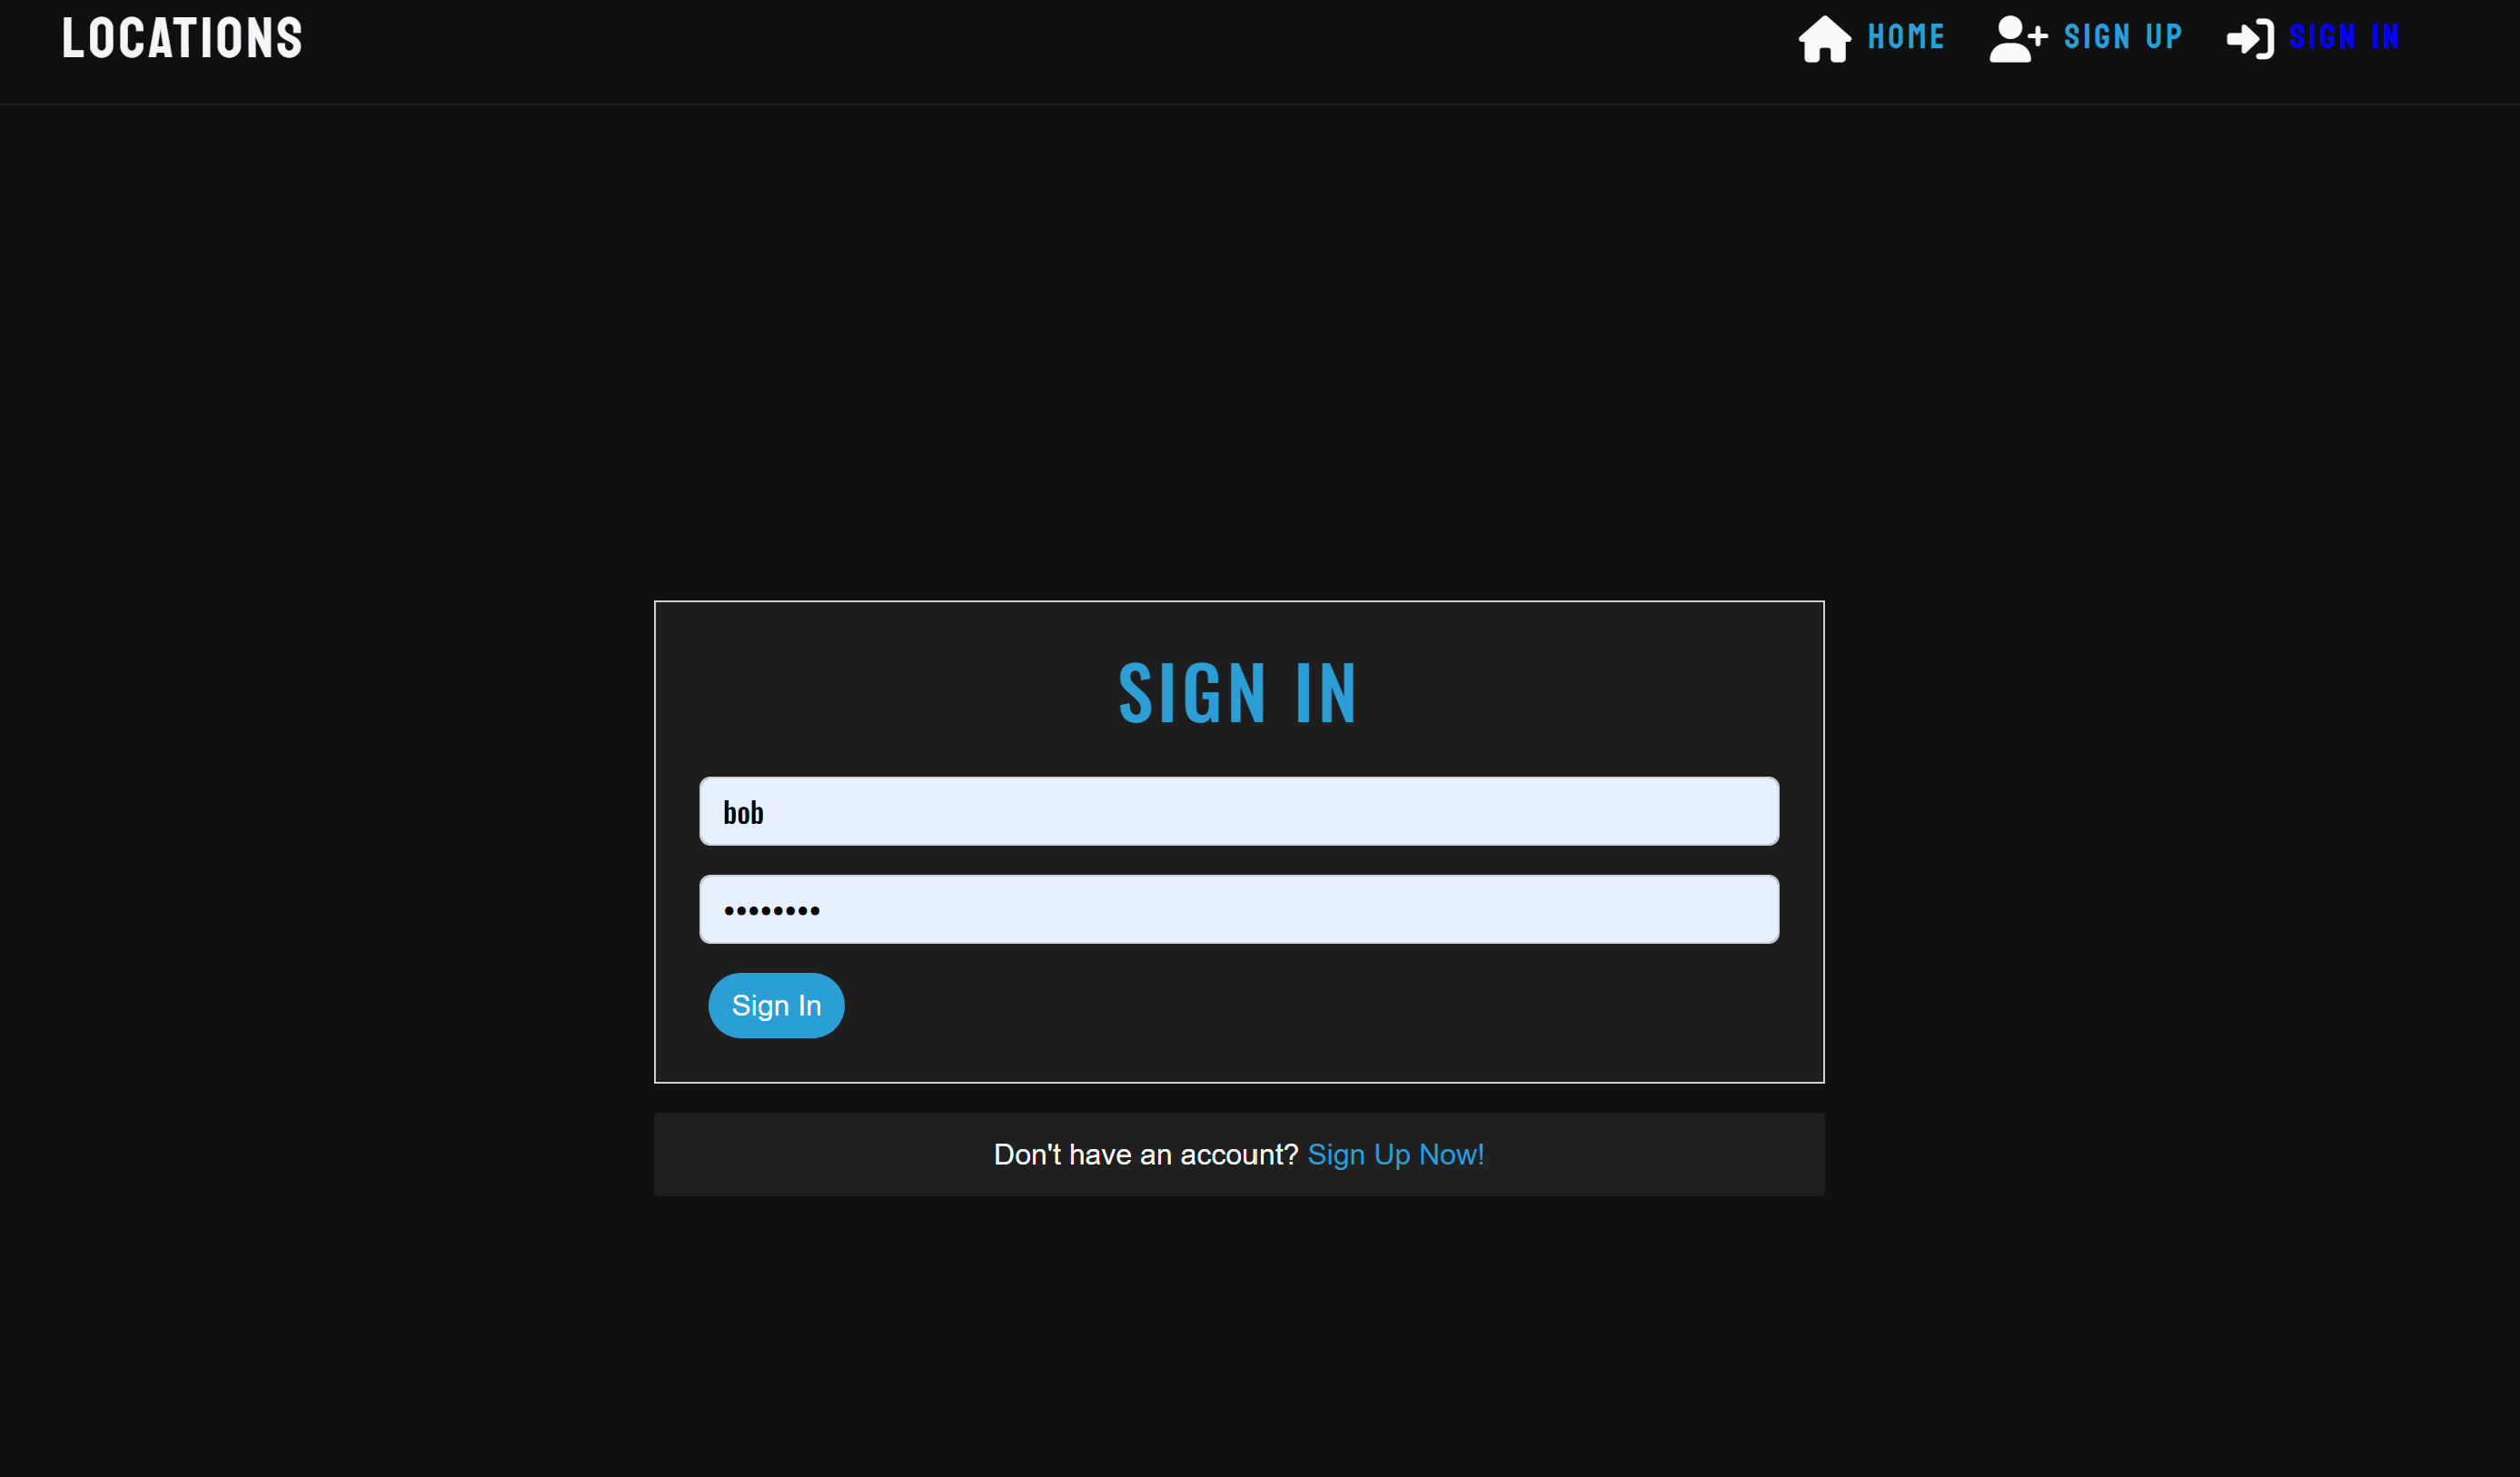 LOCATIONS
HOME
SIGN UP
SIGN IN
SIGN IN
bob
••••••••
Sign In
Don't have an account? Sign Up Now!